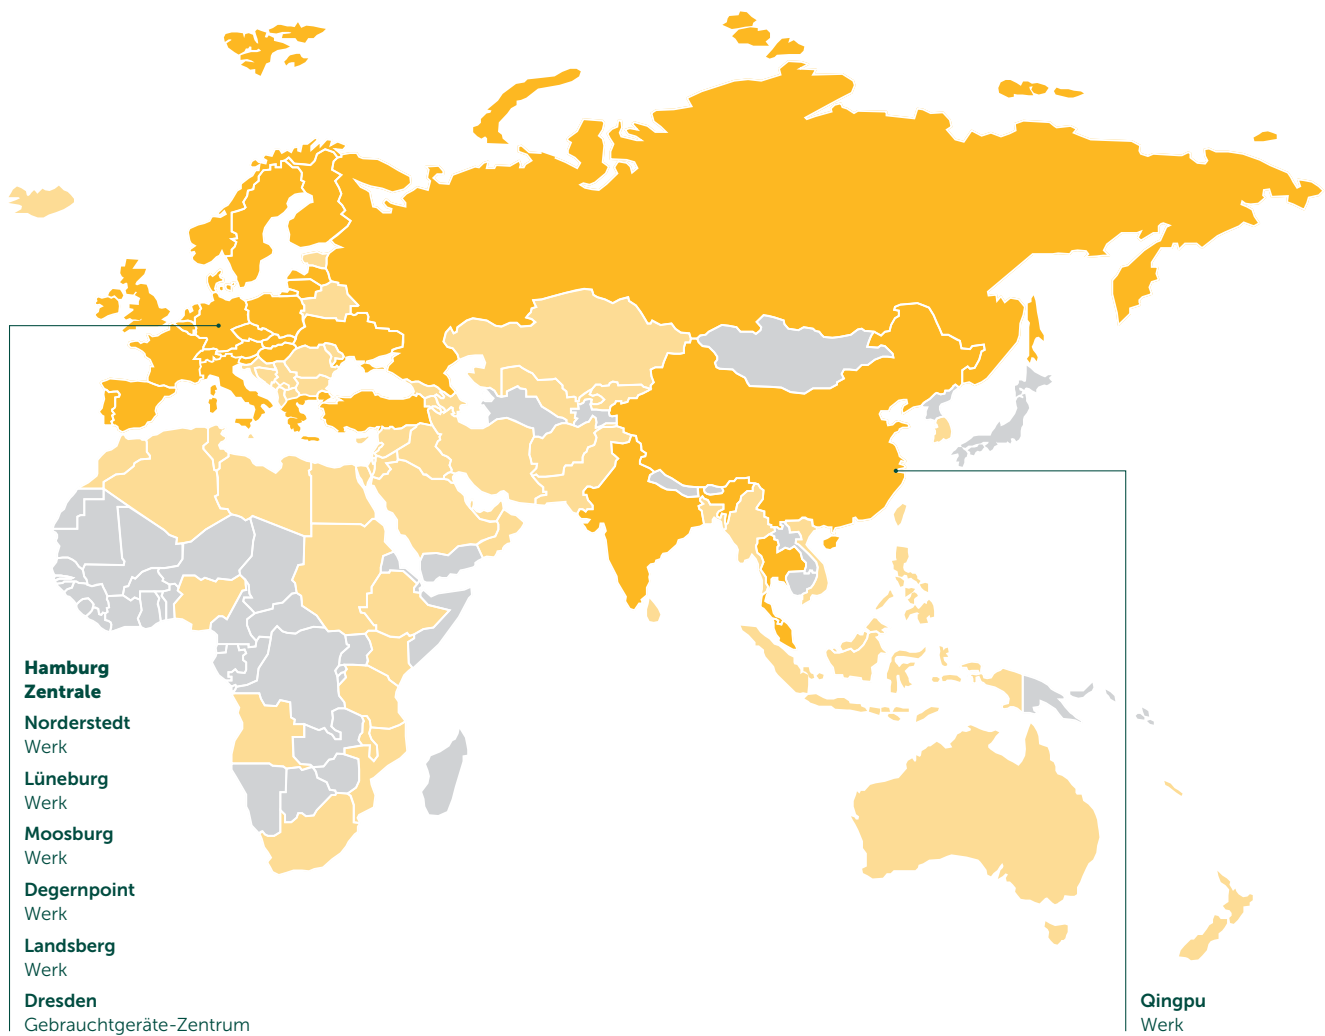 Hamburg
Zentrale
Norderstedt
Werk
Lüneburg
Werk
Moosburg
Werk
Degernpoint
Werk
Landsberg
Werk
Dresden
Gebrauchtgeräte-Zentrum
Qingpu
Werk